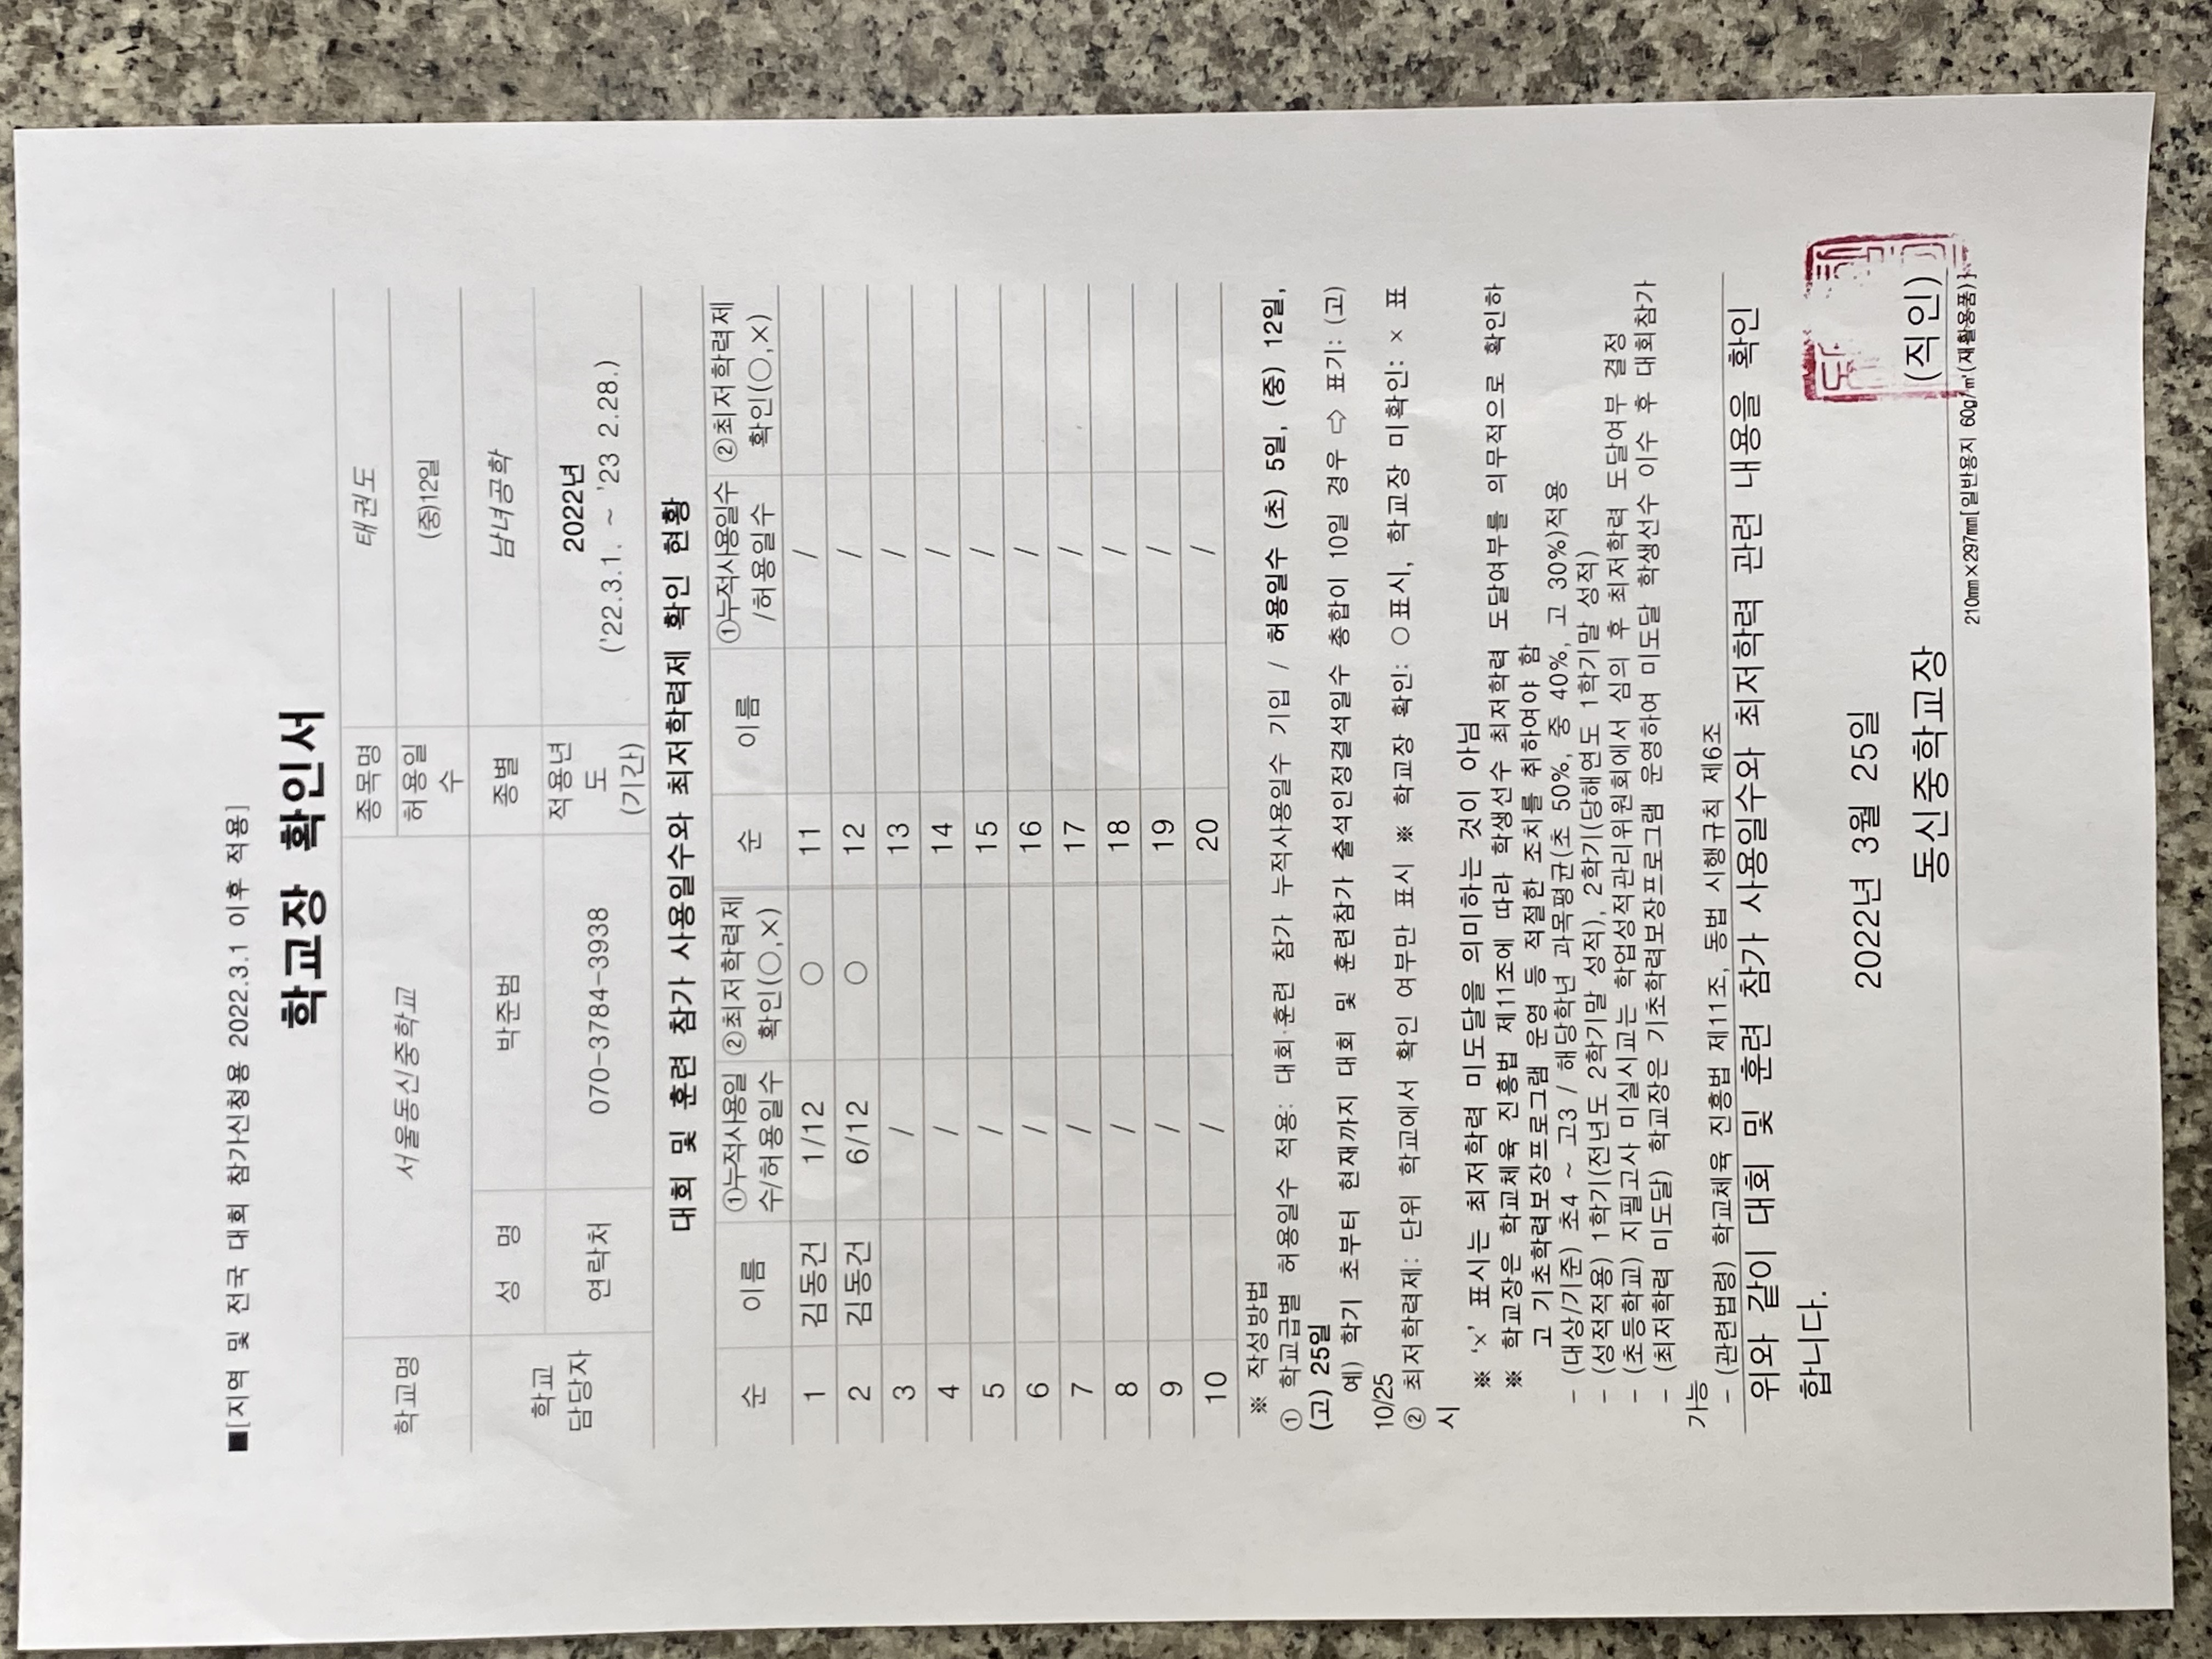 ■[지역 및 전국 대회 참가신청용 2022.3.1 이후 적용]
학교장 확인서
학교명 서울동신중학교 종목명 태권도
허용일수 (중)12일
학교 담당자 성 명 박준범 종별 남녀공학
연락처 070-3784-3938 적용년도 (기간) 2022년 ('22.3.1. ~ '23 2.28.)
대회 및 훈련 참가 사용일수와 최저학력제 확인 현황
순 이름 ①누적사용일수/허용일수 ②최저학력제 확인(○,×) 순 이름 ①누적사용일수/허용일수 ②최저학력제 확인(○,×)
1 김동건 1/12 ○ 11 /
2 김동건 6/12 ○ 12 /
3 / 13 /
4 / 14 /
5 / 15 /
6 / 16 /
7 / 17 /
8 / 18 /
9 / 19 /
10 / 20 /
※ 작성방법
① 학교급별 허용일수 적용: 대회·훈련 참가 누적사용일수 기입 / 허용일수 (초) 5일, (중) 12일,
(고) 25일
예) 학기 초부터 현재까지 대회 및 훈련참가 출석인정결석일수 총합이 10일 경우 ⇨ 표기: (고)
10/25
② 최저학력제: 단위 학교에서 확인 여부만 표시 ※ 학교장 확인: ○표시, 학교장 미확인: × 표
시
※ '×' 표시는 최저학력 미도달을 의미하는 것이 아님
※ 학교장은 학교체육 진흥법 제11조에 따라 학생선수 최저학력 도달여부를 의무적으로 확인하
고 기초학력보장프로그램 운영 등 적절한 조치를 취하여야 함
- (대상/기준) 초4 ~ 고3 / 해당학년 과목평균(초 50%, 중 40%, 고 30%)적용
- (성적적용) 1학기(전년도 2학기말 성적), 2학기(당해연도 1학기말 성적)
- (초등학교) 지필고사 미실시교는 학업성적관리위원회에서 심의 후 최저학력 도달여부 결정
- (최저학력 미도달) 학교장은 기초학력보장프로그램 운영하여 미도달 학생선수 이수 후 대회참가
가능
- (관련법령) 학교체육 진흥법 제11조, 동법 시행규칙 제6조
위와 같이 대회 및 훈련 참가 사용일수와 최저학력 관련 내용을 확인
합니다.
2022년 3월 25일
동신중학교장 (직인)
210㎜×297㎜[일반용지 60g/㎡(재활용품)]